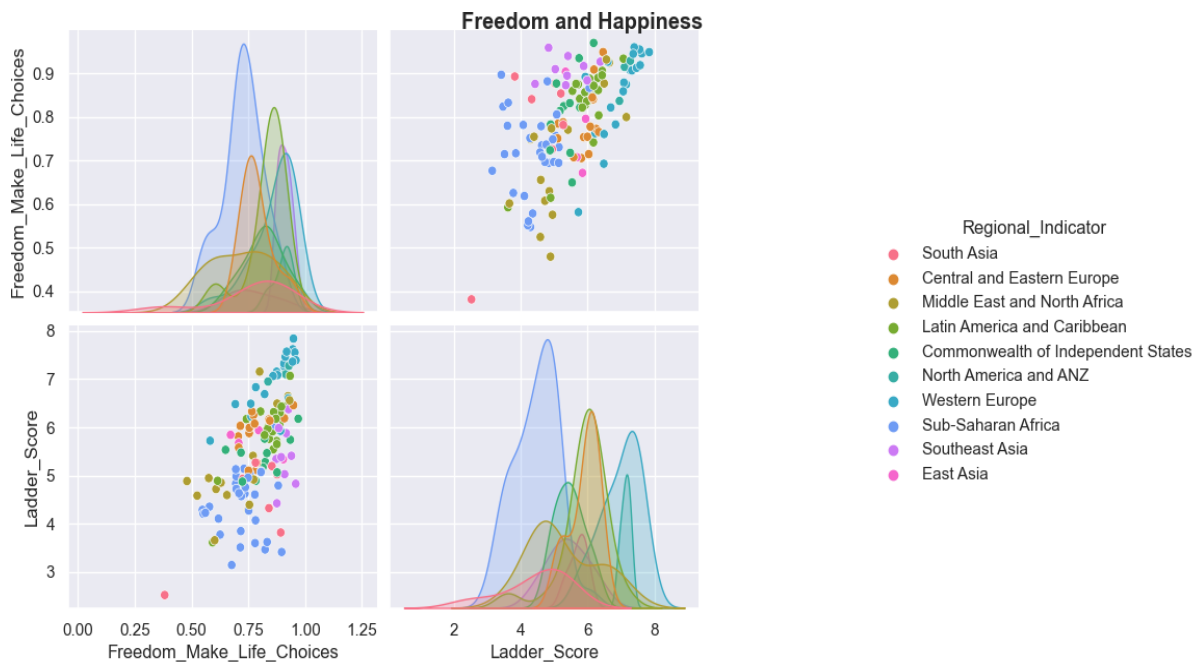 Freedom and Happiness
Freedom_Make_Life_Choices
0.9
0.8
0.7
0.6
0.5
0.4
Ladder_Score
8
7
6
5
4
3
0.00 0.25 0.50 0.75 1.00 1.25
Freedom_Make_Life_Choices
2 4 6 8
Ladder_Score
Regional_Indicator
South Asia
Central and Eastern Europe
Middle East and North Africa
Latin America and Caribbean
Commonwealth of Independent States
North America and ANZ
Western Europe
Sub-Saharan Africa
Southeast Asia
East Asia